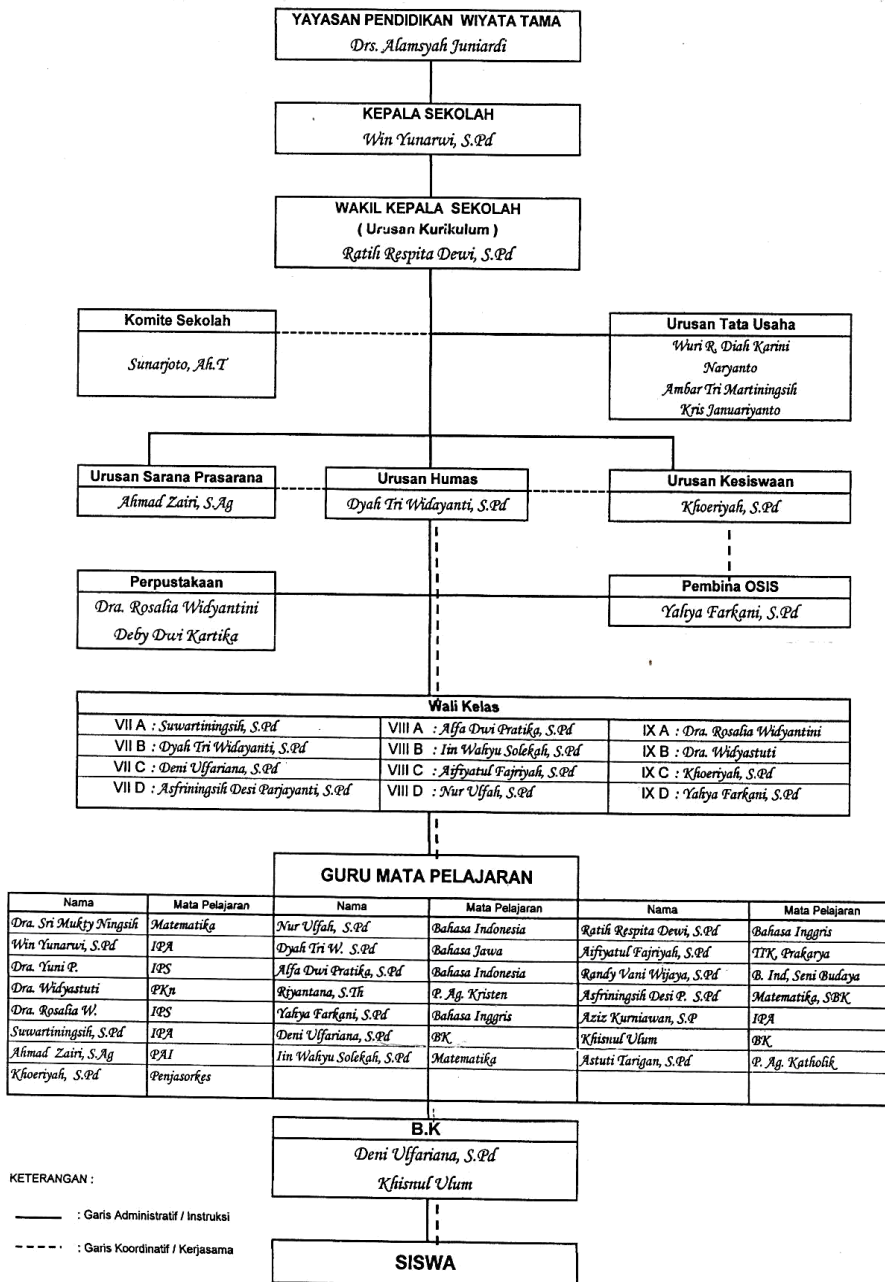 YAYASAN PENDIDIKAN WIYATA TAMA
Drs. Alamsyah Juniardi
KEPALA SEKOLAH
Win Yunarwi, S.Pd
WAKIL KEPALA SEKOLAH
( Urusan Kurikulum )
Ratih Respita Dewi, S.Pd
Komite Sekolah
Sunarjoto, Ah.T
Urusan Tata Usaha
Wuri R, Diah Karini
Naryanto
Ambar Tri Martiningsih
Kris Januariyanto
Urusan Sarana Prasarana
Ahmad Zairi, S.Ag
Urusan Humas
Dyah Tri Widayanti, S.Pd
Urusan Kesiswaan
Khoeriyah, S.Pd
Perpustakaan
Dra. Rosalia Widyantini
Deby Dwi Kartika
Pembina OSIS
Yahya Farkani, S.Pd
Wali Kelas
VII A : Suwartiningsih, S.Pd VIII A : Alfa Dwi Pratika, S.Pd IX A : Dra. Rosalia Widyantini
VII B : Dyah Tri Widayanti, S.Pd VIII B : Iin Wahyu Solekah, S.Pd IX B : Dra. Widyastuti
VII C : Deni Ulfariana, S.Pd VIII C : Aifiyatul Fajriyah, S.Pd IX C : Khoeriyah, S.Pd
VII D : Asfriningsih Desi Parjayanti, S.Pd VIII D : Nur Ulfah, S.Pd IX D : Yahya Farkani, S.Pd
GURU MATA PELAJARAN
Nama Mata Pelajaran Nama Mata Pelajaran Nama Mata Pelajaran
Dra. Sri Mukty Ningsih Matematika Nur Ulfah, S.Pd Bahasa Indonesia Ratih Respita Dewi, S.Pd Bahasa Inggris
Win Yunarwi, S.Pd IPA Dyah Tri W. S.Pd Bahasa Jawa Aifiyatul Fajriyah, S.Pd TIK, Prakarya
Dra. Yuni P. IPS Alfa Dwi Pratika, S.Pd Bahasa Indonesia Randy Vani Wijaya, S.Pd B. Ind, Seni Budaya
Dra. Widyastuti PKn Riyantana, S.Th P. Ag. Kristen Asfriningsih Desi P. S.Pd Matematika, SBK
Dra. Rosalia W. IPS Yahya Farkani, S.Pd Bahasa Inggris Aziz Kurniawan, S.P IPA
Suwartiningsih, S.Pd IPA Deni Ulfariana, S.Pd BK Khisnul Ulum BK
Ahmad Zairi, S.Ag PAI Iin Wahyu Solekah, S.Pd Matematika Astuti Tarigan, S.Pd P. Ag. Katholik
Khoeriyah, S.Pd Penjasorkes
B.K
Deni Ulfariana, S.Pd
Khisnul Ulum
KETERANGAN :
: Garis Administratif / Instruksi
: Garis Koordinatif / Kerjasama
SISWA